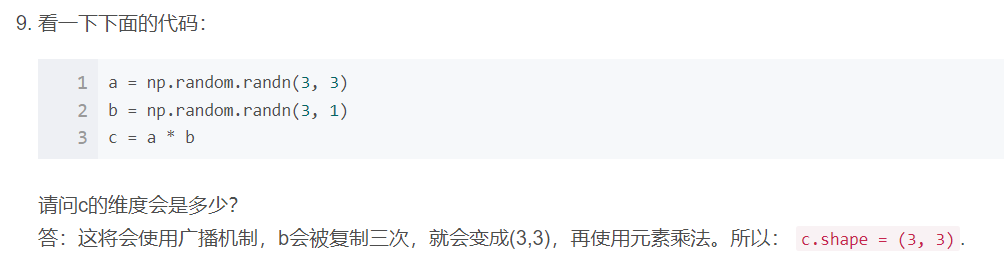 9. 看一下下面的代码：
1 a = np.random.randn(3, 3)
2 b = np.random.randn(3, 1)
3 c = a * b
请问c的维度会是多少？
答：这将会使用广播机制，b会被复制三次，就会变成(3,3)，再使用元素乘法。所以： c.shape = (3, 3).